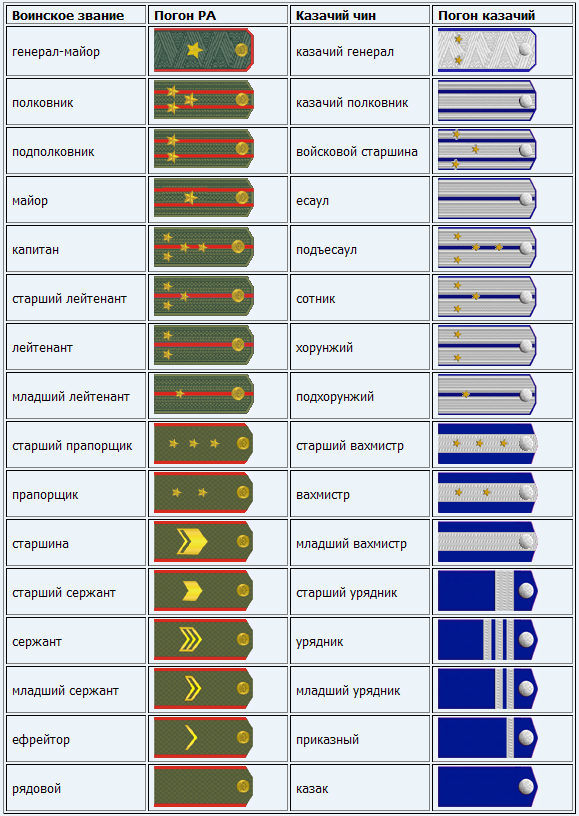 Воинское звание Погон РА Казачий чин Погон казачий
генерал-майор казачий генерал
полковник казачий полковник
подполковник войсковой старшина
майор есаул
капитан подъесаул
старший лейтенант сотник
лейтенант хорунжий
младший лейтенант подхорунжий
старший прапорщик старший вахмистр
прапорщик вахмистр
старшина младший вахмистр
старший сержант старший урядник
сержант урядник
младший сержант младший урядник
ефрейтор приказный
рядовой казак